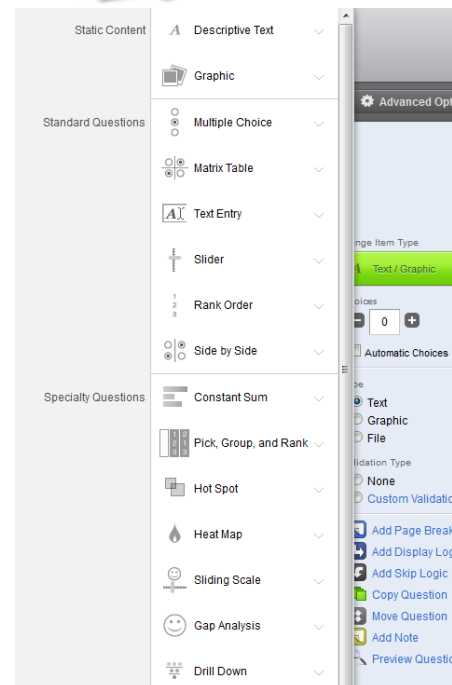 Static Content
Descriptive Text
Graphic
Standard Questions
Multiple Choice
Matrix Table
Text Entry
Slider
Rank Order
Side by Side
Specialty Questions
Constant Sum
Pick, Group, and Rank
Hot Spot
Heat Map
Sliding Scale
Gap Analysis
Drill Down
Advanced Opt
nge Item Type
Text / Graphic
oices
0
Automatic Choices
pe
Text
Graphic
File
lidation Type
None
Custom Validatio
Add Page Break
Add Display Log
Add Skip Logic
Copy Question
Move Question
Add Note
Preview Questio